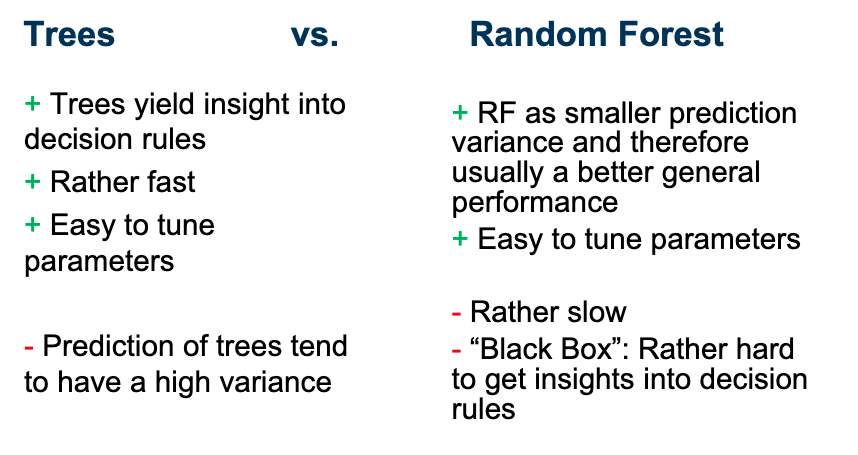 Trees vs. Random Forest
+ Trees yield insight into
decision rules
+ Rather fast
+ Easy to tune
parameters
- Prediction of trees tend
to have a high variance
+ RF as smaller prediction
variance and therefore
usually a better general
performance
+ Easy to tune parameters
- Rather slow
- “Black Box”: Rather hard
to get insights into decision
rules